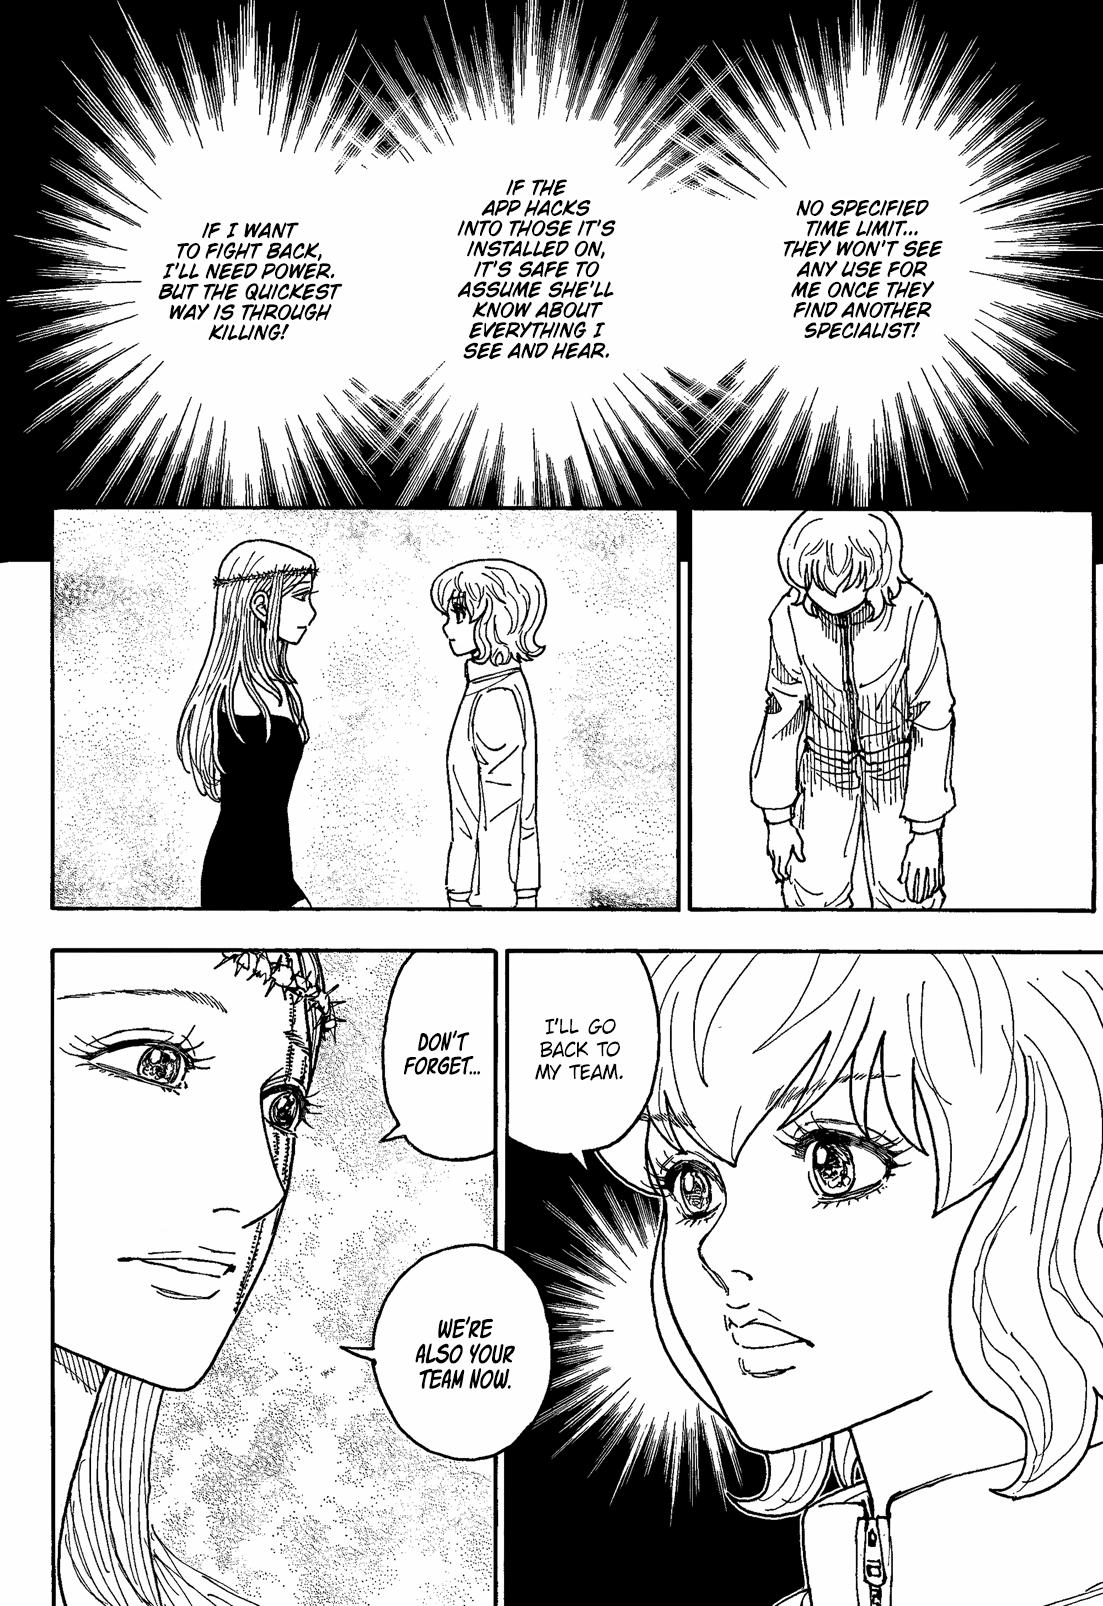 NO SPECIFIED
TIME LIMIT...
THEY WON'T SEE
ANY USE FOR
ME ONCE THEY
FIND ANOTHER
SPECIALIST!
IF THE
APP HACKS
INTO THOSE IT'S
INSTALLED ON,
IT'S SAFE TO
ASSUME SHE'LL
KNOW ABOUT
EVERYTHING I
SEE AND HEAR.
IF I WANT
TO FIGHT BACK,
I'LL NEED POWER.
BUT THE QUICKEST
WAY IS THROUGH
KILLING!
I'LL GO
BACK TO
MY TEAM.
DON'T
FORGET...
WE'RE
ALSO YOUR
TEAM NOW.